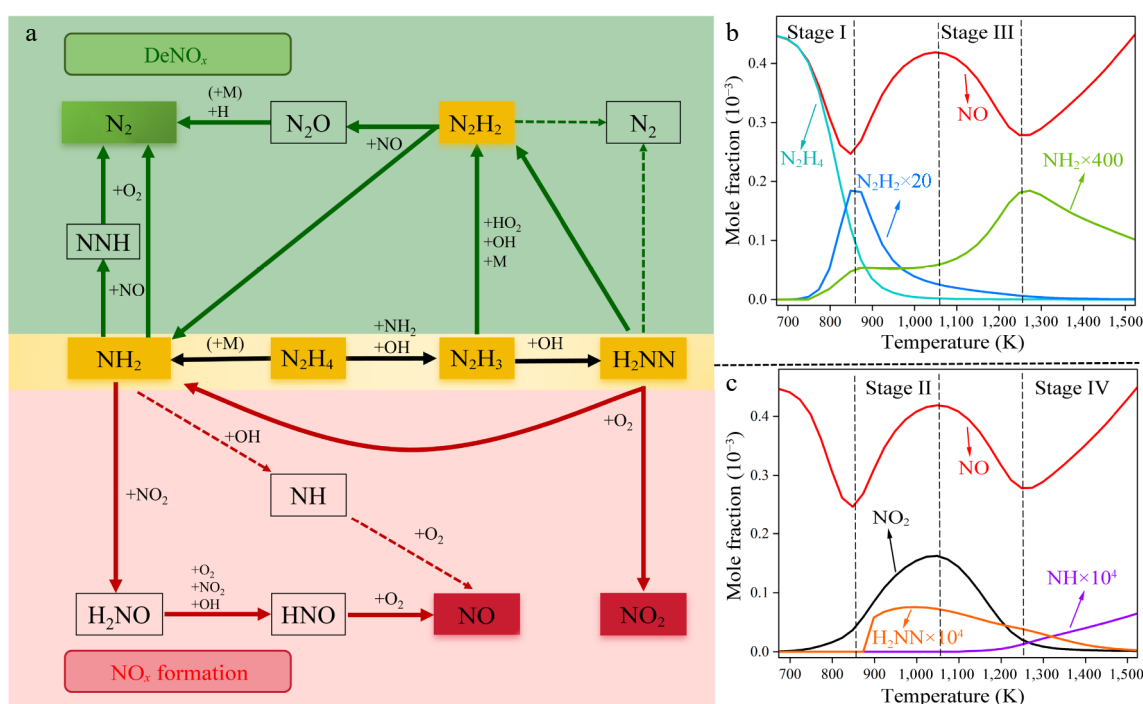 a
DeNOₓ
(+M)
+H
N₂
N₂O
N₂H₂
N₂
+NO
+O₂
NNH
+NO
+HO₂
+OH
+M
(+M)
+NH₂
+OH
+OH
NH₂
N₂H₄
N₂H₃
H₂NN
+OH
+O₂
+NO₂
NH
+O₂
+O₂
+NO₂
+OH
+O₂
H₂NO
HNO
NO
NO₂
NOₓ formation
b
Stage I
Stage III
0.4
0.3
0.2
0.1
0.0
Mole fraction (10⁻³)
NO
N₂H₄
NH₂×400
N₂H₂×20
700 800 900 1,000 1,100 1,200 1,300 1,400 1,500
Temperature (K)
c
Stage II
Stage IV
0.4
0.3
0.2
0.1
0.0
Mole fraction (10⁻³)
NO
NO₂
NH×10⁴
H₂NN×10⁴
700 800 900 1,000 1,100 1,200 1,300 1,400 1,500
Temperature (K)